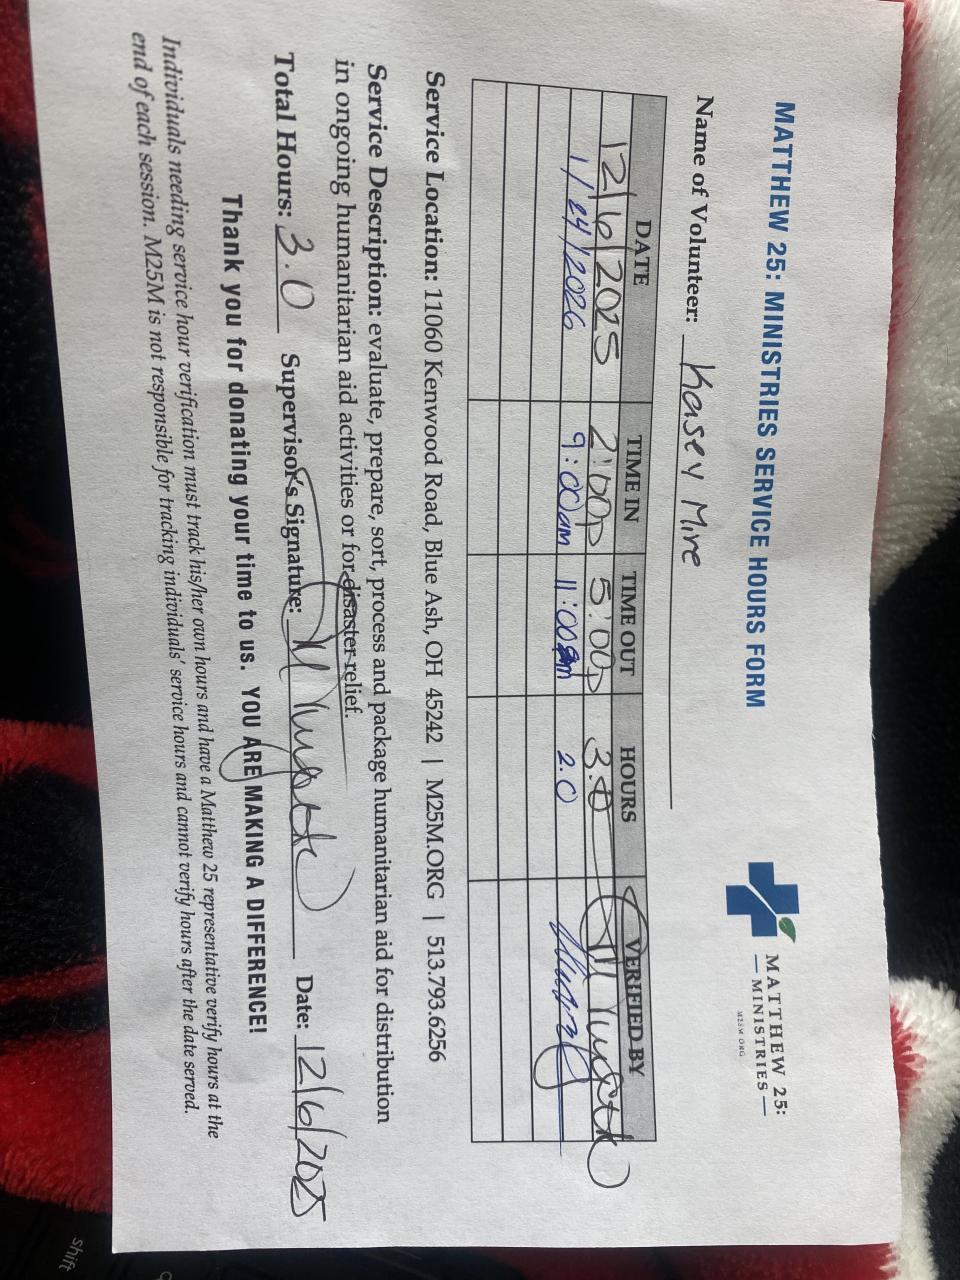 MATTHEW 25: MINISTRIES SERVICE HOURS FORM
MATTHEW 25:
— MINISTRIES —
M25M.ORG
Name of Volunteer: Kasey Mire
DATE TIME IN TIME OUT HOURS VERIFIED BY
12/6/2025 2:00p 5:00p 3.0
1/24/2026 9:00am 11:00am 2.0
Service Location: 11060 Kenwood Road, Blue Ash, OH 45242 | M25M.ORG | 513.793.6256
Service Description: evaluate, prepare, sort, process and package humanitarian aid for distribution
in ongoing humanitarian aid activities or for disaster relief.
Total Hours: 3.0 Supervisor's Signature: Date: 12/6/2025
Thank you for donating your time to us. YOU ARE MAKING A DIFFERENCE!
Individuals needing service hour verification must track his/her own hours and have a Matthew 25 representative verify hours at the
end of each session. M25M is not responsible for tracking individuals' service hours and cannot verify hours after the date served.
shift